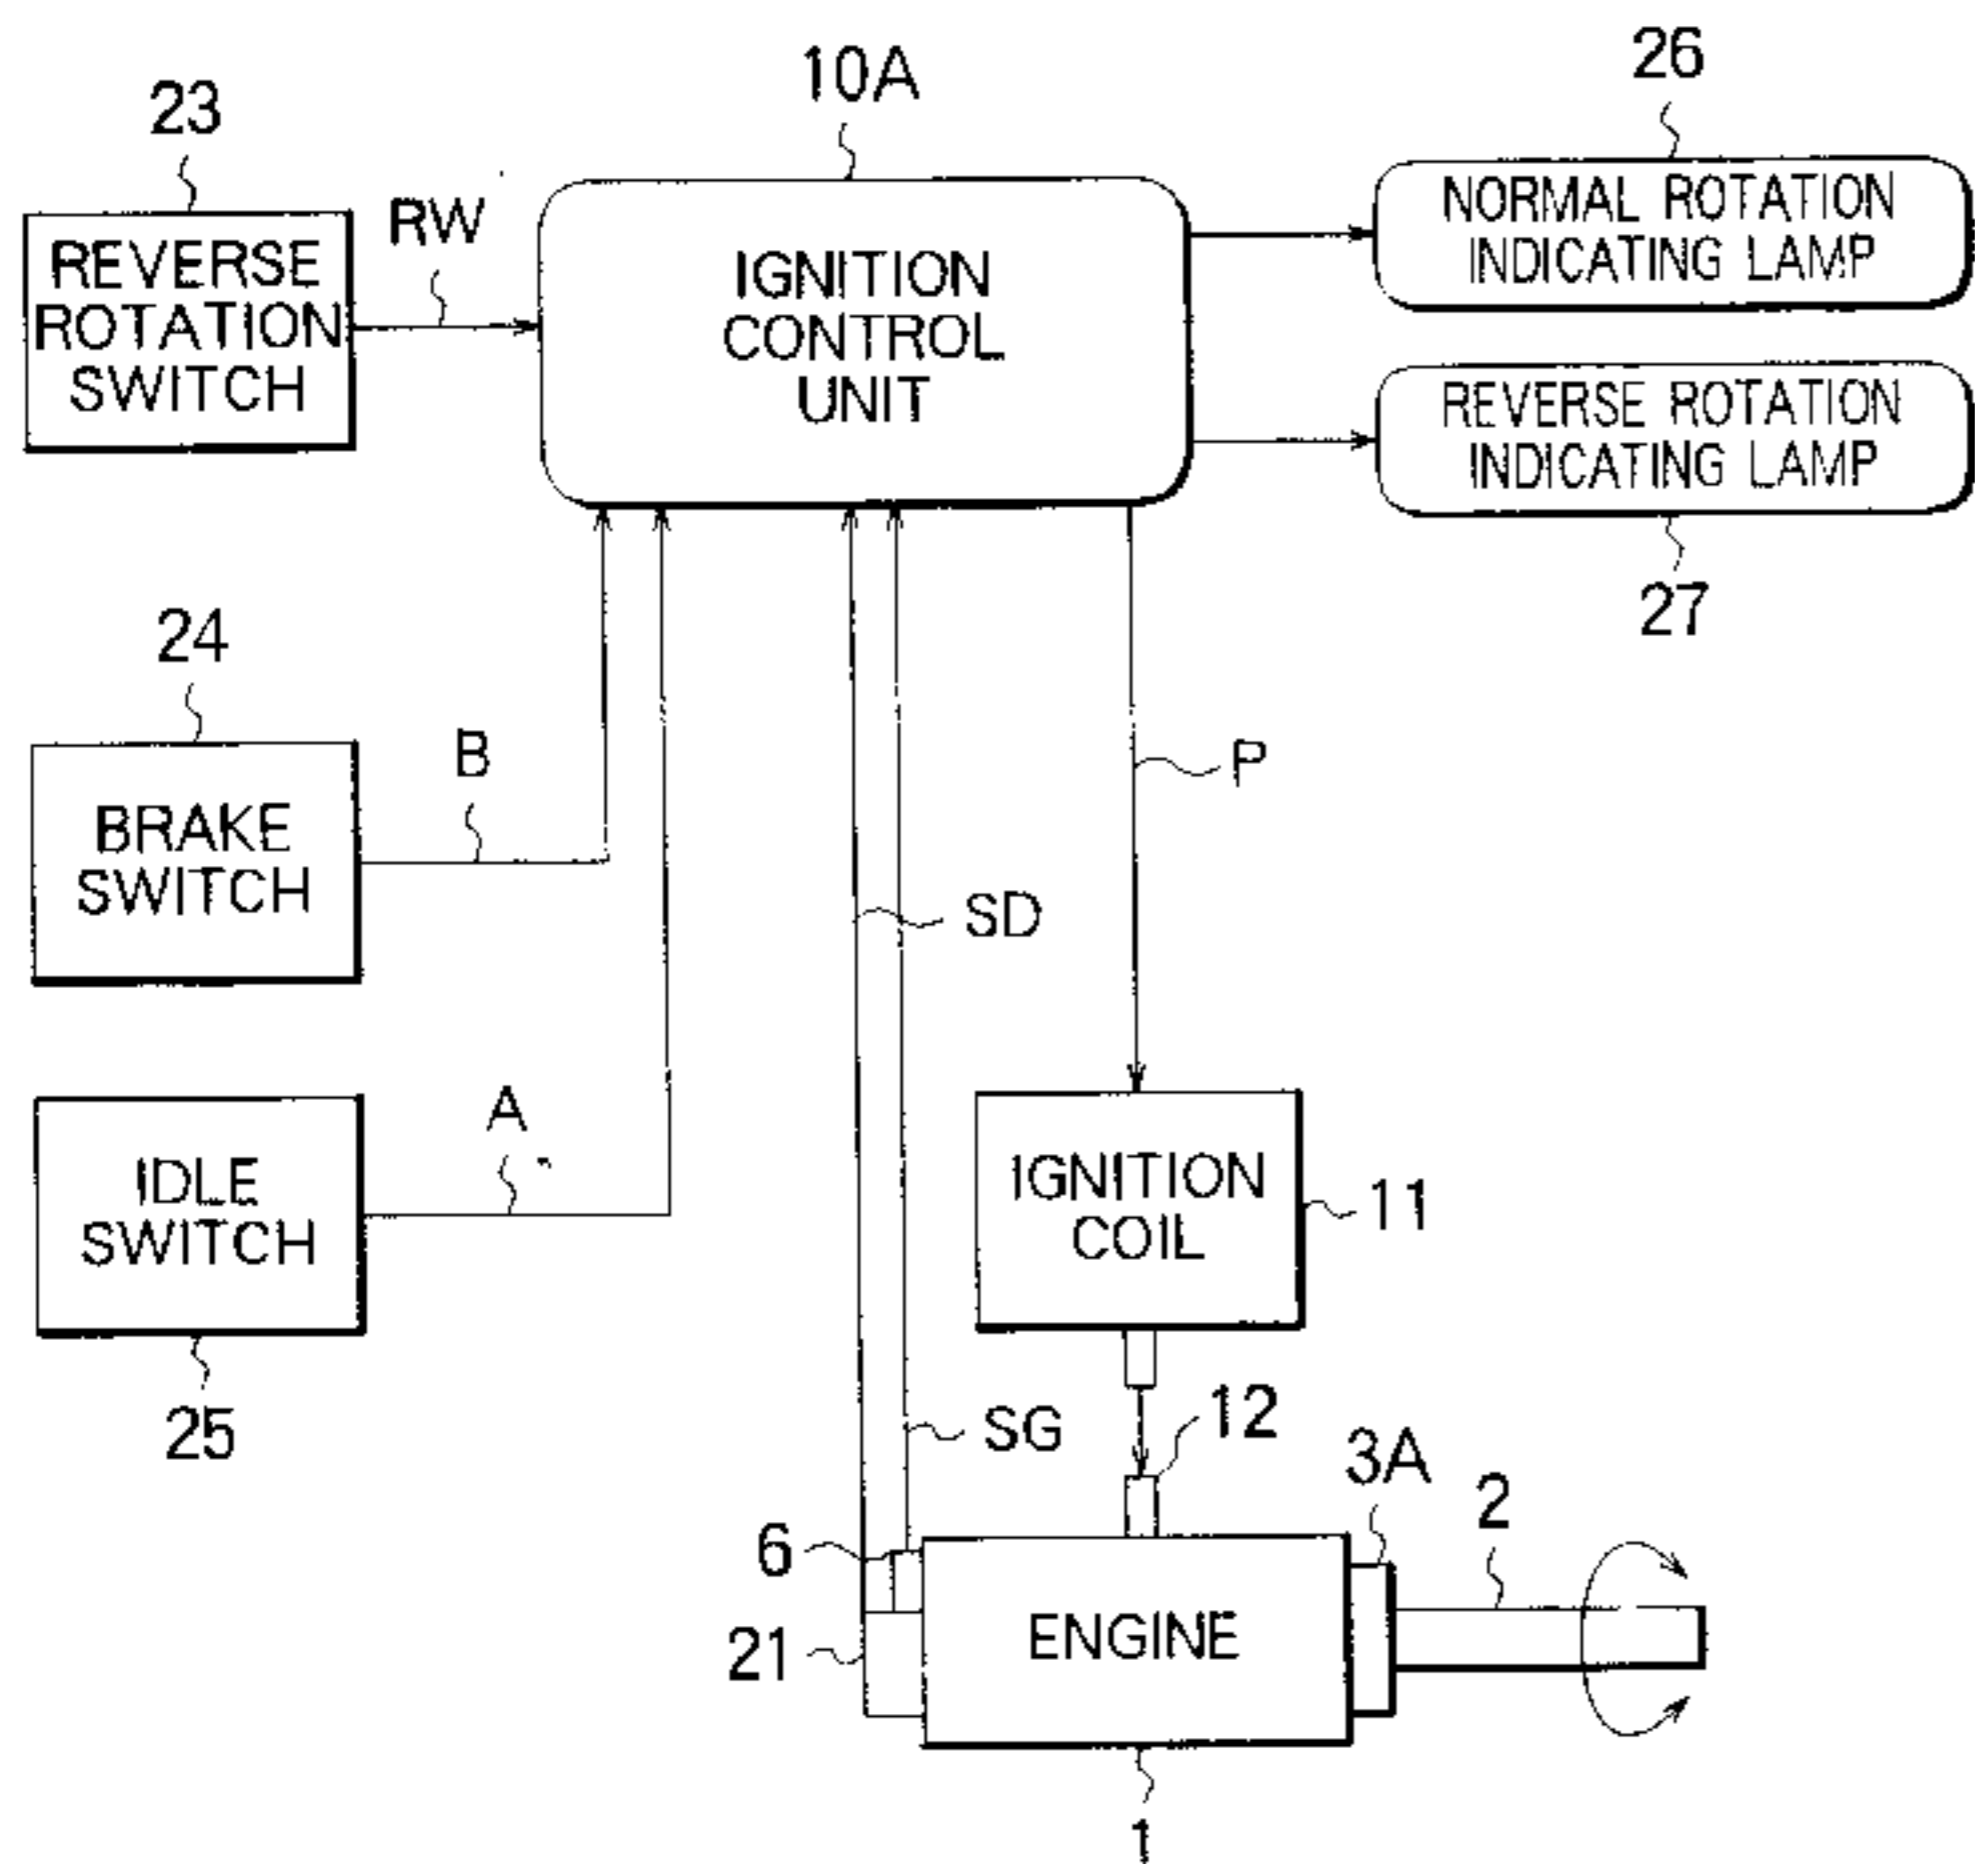 26
10A
23
NORMAL ROTATION
INDICATING LAMP
RW
REVERSE
ROTATION
SWITCH
IGNITION
CONTROL
UNIT
REVERSE ROTATION
INDICATING LAMP
27
24
B
P
BRAKE
SWITCH
SD
A
IDLE
SWITCH
IGNITION
COIL
11
25
SG
12
3A
2
6
21
ENGINE
1